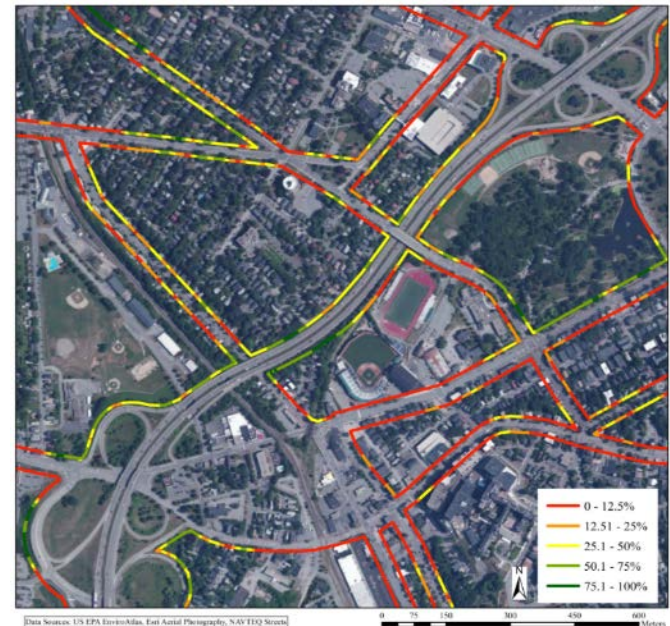 0 - 12.5%
12.51 - 25%
25.1 - 50%
50.1 - 75%
75.1 - 100%
N
0 75 150 300 450 600
Meters
Data Sources: US EPA EnviroAtlas, Esri Aerial Photography, NAVTEQ Streets